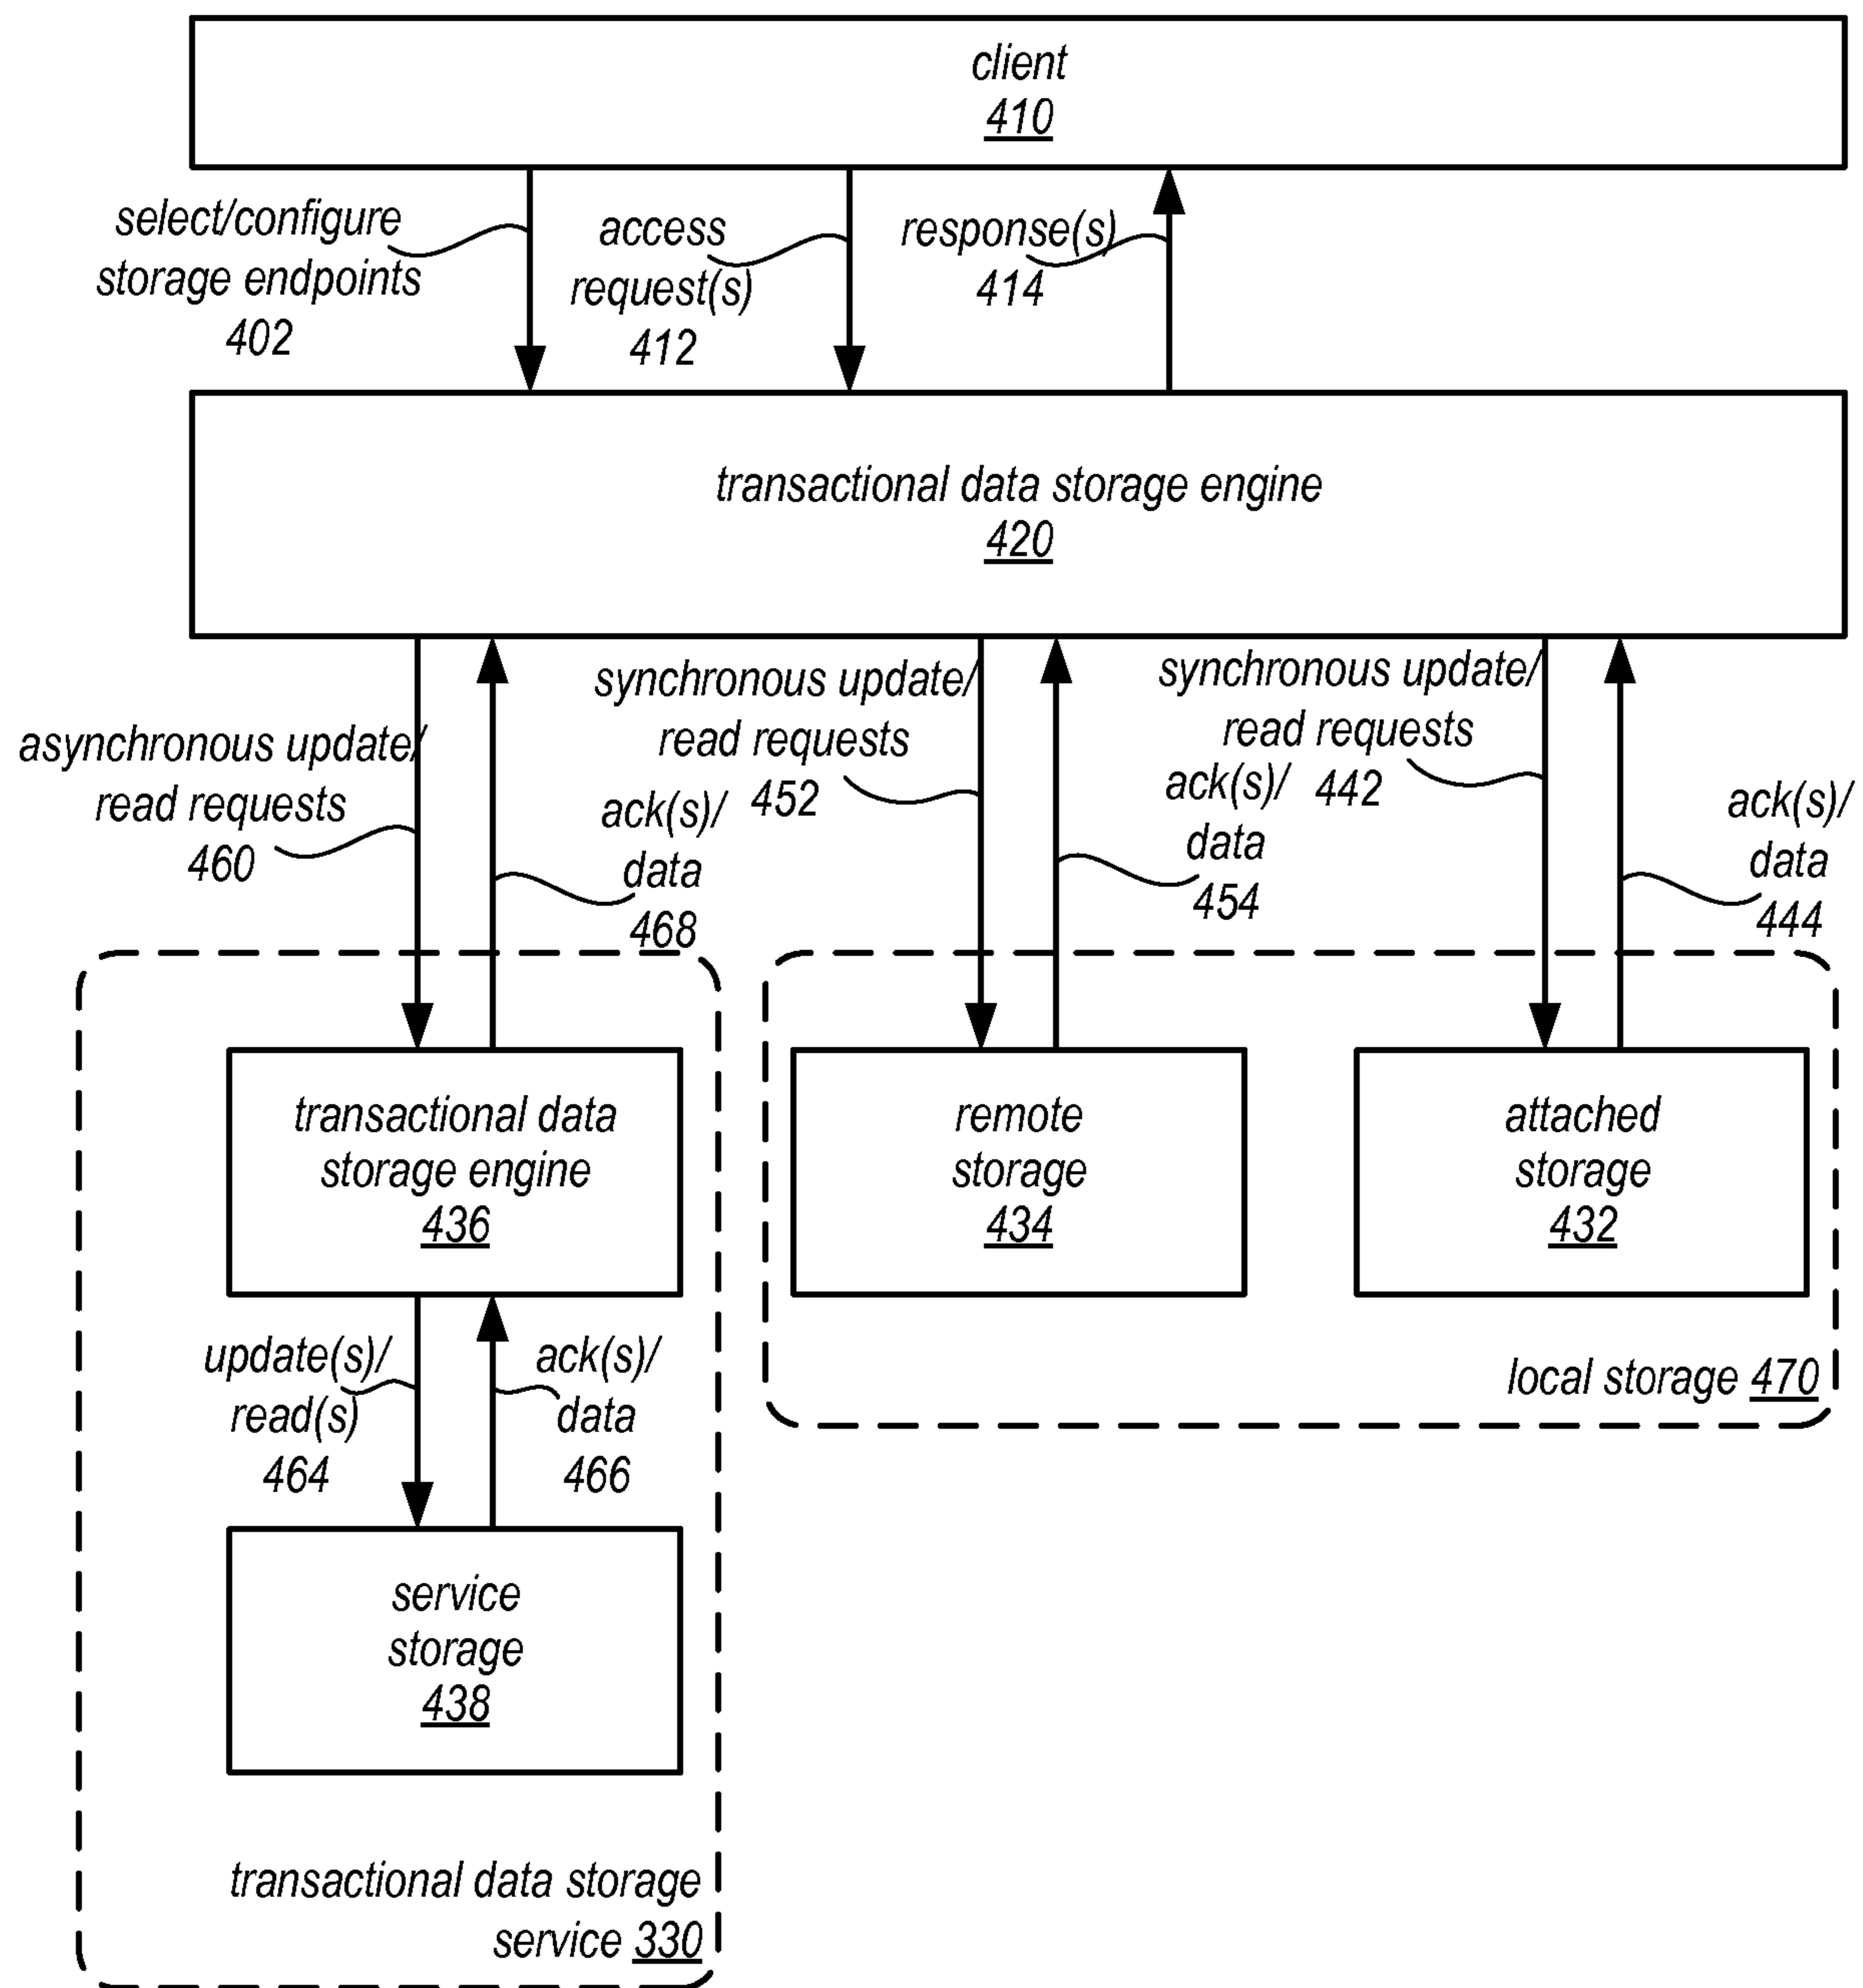 client
410
select/configure
storage endpoints
402
access
request(s)
412
response(s)
414
transactional data storage engine
420
asynchronous update/
read requests
460
ack(s)/
data
468
synchronous update/
read requests
452
ack(s)/
data
454
synchronous update/
read requests
442
ack(s)/
data
444
transactional data
storage engine
436
remote
storage
434
attached
storage
432
local storage 470
update(s)/
read(s)
464
ack(s)/
data
466
service
storage
438
transactional data storage
service 330